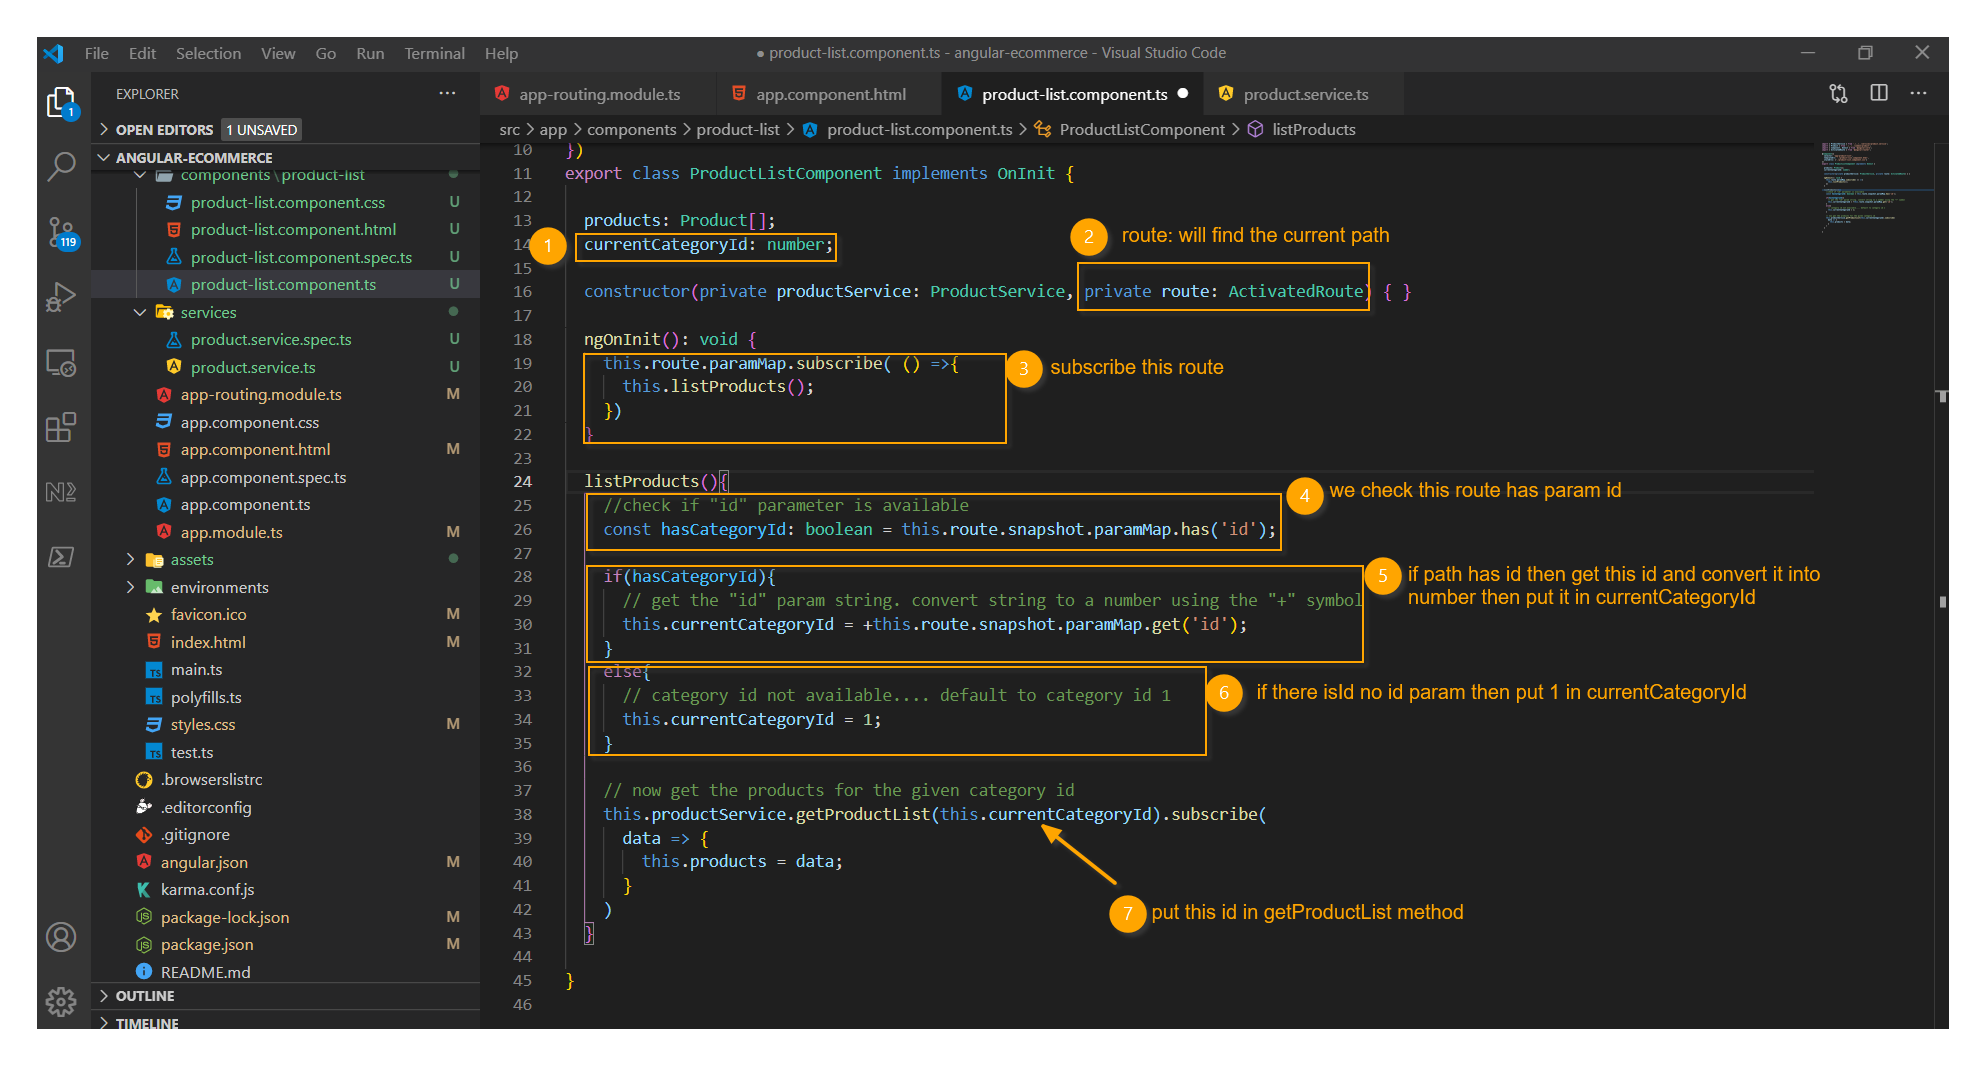 File Edit Selection View Go Run Terminal Help
● product-list.component.ts - angular-ecommerce - Visual Studio Code
EXPLORER
OPEN EDITORS 1 UNSAVED
ANGULAR-ECOMMERCE
components \ product-list
product-list.component.css U
product-list.component.html U
product-list.component.spec.ts U
product-list.component.ts U
services
product.service.spec.ts U
product.service.ts U
app-routing.module.ts M
app.component.css
app.component.html M
app.component.spec.ts
app.component.ts
app.module.ts M
assets
environments
favicon.ico M
index.html M
main.ts
polyfills.ts
styles.css M
test.ts
.browserslistrc
.editorconfig
.gitignore
angular.json M
karma.conf.js
package-lock.json M
package.json M
README.md
OUTLINE
TIMELINE
1
119
app-routing.module.ts app.component.html product-list.component.ts ● product.service.ts
src > app > components > product-list > product-list.component.ts > ProductListComponent > listProducts
10 })
11 export class ProductListComponent implements OnInit {
12
13 products: Product[];
14 currentCategoryId: number;
15
16 constructor(private productService: ProductService, private route: ActivatedRoute) { }
17
18 ngOnInit(): void {
19 this.route.paramMap.subscribe( () =>{
20 this.listProducts();
21 })
22 }
23
24 listProducts(){
25 //check if "id" parameter is available
26 const hasCategoryId: boolean = this.route.snapshot.paramMap.has('id');
27
28 if(hasCategoryId){
29 // get the "id" param string. convert string to a number using the "+" symbol
30 this.currentCategoryId = +this.route.snapshot.paramMap.get('id');
31 }
32 else{
33 // category id not available.... default to category id 1
34 this.currentCategoryId = 1;
35 }
36
37 // now get the products for the given category id
38 this.productService.getProductList(this.currentCategoryId).subscribe(
39 data => {
40 this.products = data;
41 }
42 )
43 }
44
45 }
46
1
2 route: will find the current path
3 subscribe this route
4 we check this route has param id
5 if path has id then get this id and convert it into
number then put it in currentCategoryId
6 if there isId no id param then put 1 in currentCategoryId
7 put this id in getProductList method